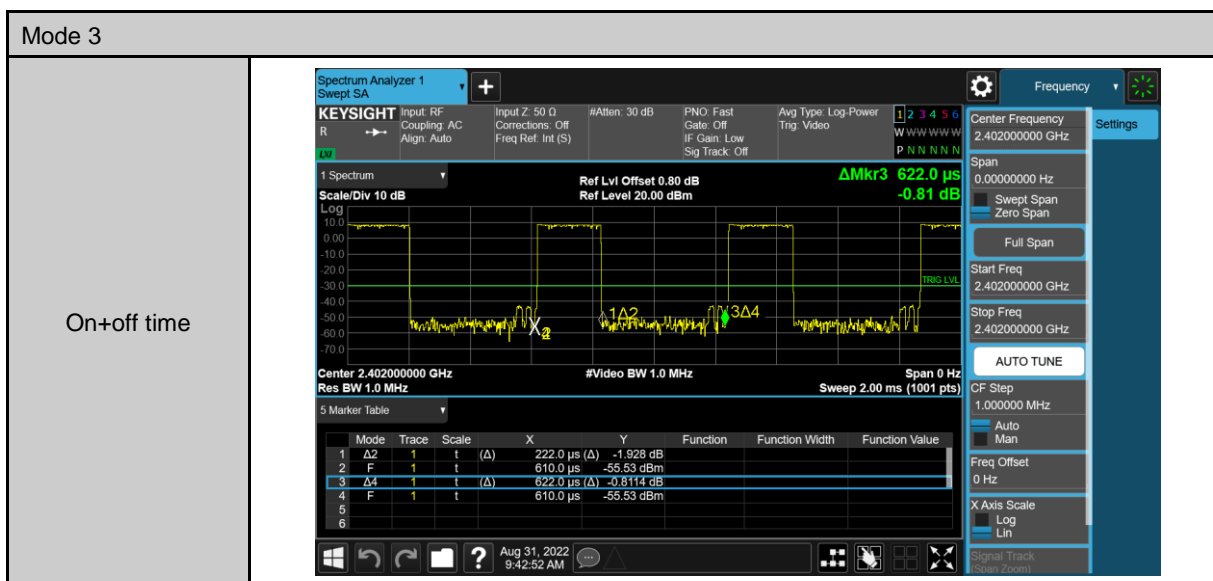 Mode 3
On+off time
Spectrum Analyzer 1
Swept SA
+
Frequency
KEYSIGHT
R
LXI
Input: RF
Coupling: AC
Align: Auto
Input Z: 50 Ω
Corrections: Off
Freq Ref: Int (S)
#Atten: 30 dB
PNO: Fast
Gate: Off
IF Gain: Low
Sig Track: Off
Avg Type: Log-Power
Trig: Video
1 2 3 4 5 6
W W W W W W
P N N N N N
1 Spectrum
Scale/Div 10 dB
Ref Lvl Offset 0.80 dB
Ref Level 20.00 dBm
ΔMkr3 622.0 µs
-0.81 dB
Log
10.0
0.00
-10.0
-20.0
-30.0
-40.0
-50.0
-60.0
-70.0
TRIG LVL
1Δ2
3Δ4
Center 2.402000000 GHz
Res BW 1.0 MHz
#Video BW 1.0 MHz
Span 0 Hz
Sweep 2.00 ms (1001 pts)
5 Marker Table
Mode Trace Scale X Y Function Function Width Function Value
1 Δ2 1 t (Δ) 222.0 µs (Δ) -1.928 dB
2 F 1 t 610.0 µs -55.53 dBm
3 Δ4 1 t (Δ) 622.0 µs (Δ) -0.8114 dB
4 F 1 t 610.0 µs -55.53 dBm
5
6
?
Aug 31, 2022
9:42:52 AM
Center Frequency
2.402000000 GHz
Settings
Span
0.00000000 Hz
Swept Span
Zero Span
Full Span
Start Freq
2.402000000 GHz
Stop Freq
2.402000000 GHz
AUTO TUNE
CF Step
1.000000 MHz
Auto
Man
Freq Offset
0 Hz
X Axis Scale
Log
Lin
Signal Track
(Span Zoom)